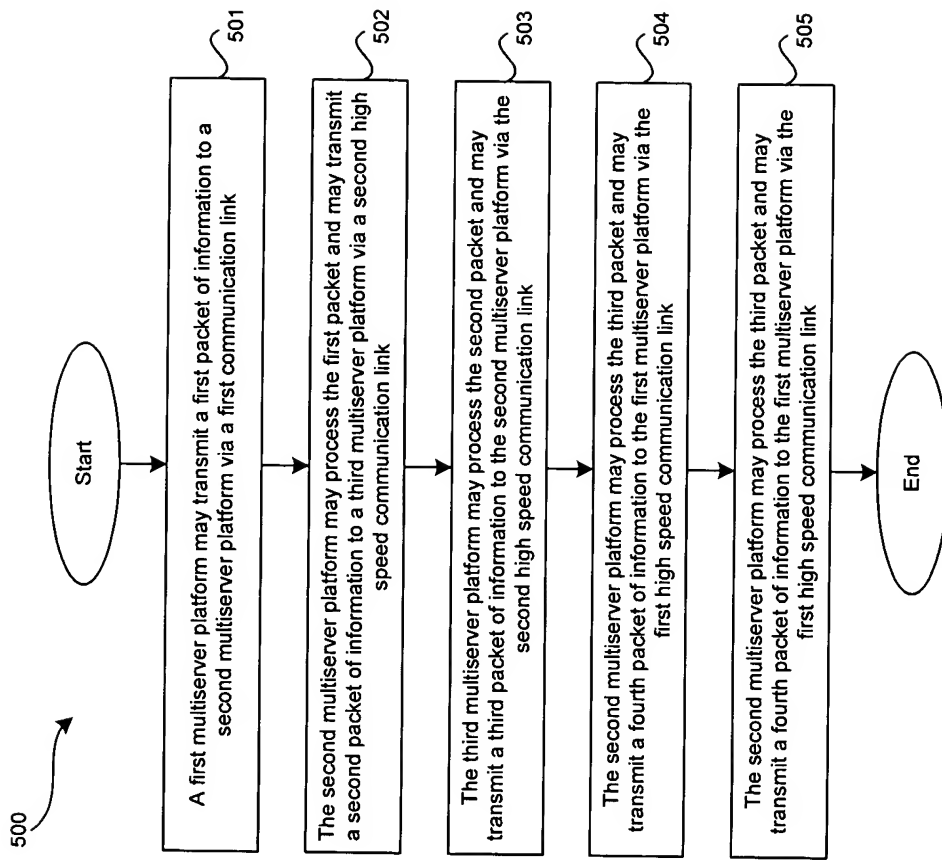 500
Start
A first multiserver platform may transmit a first packet of information to a
second multiserver platform via a first communication link
501
The second multiserver platform may process the first packet and may transmit
a second packet of information to a third multiserver platform via a second high
speed communication link
502
The third multiserver platform may process the second packet and may
transmit a third packet of information to the second multiserver platform via the
second high speed communication link
503
The second multiserver platform may process the third packet and may
transmit a fourth packet of information to the first multiserver platform via the
first high speed communication link
504
The second multiserver platform may process the third packet and may
transmit a fourth packet of information to the first multiserver platform via the
first high speed communication link
505
End